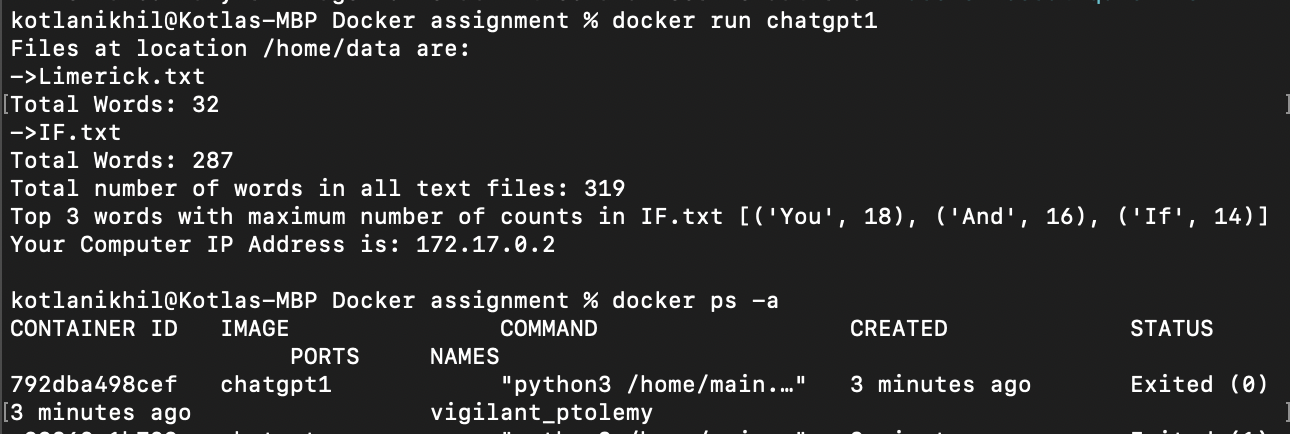 kotlanikhil@Kotlas-MBP Docker assignment % docker run chatgpt1
Files at location /home/data are:
->Limerick.txt
[Total Words: 32 ]
->IF.txt
Total Words: 287
Total number of words in all text files: 319
Top 3 words with maximum number of counts in IF.txt [('You', 18), ('And', 16), ('If', 14)]
Your Computer IP Address is: 172.17.0.2
kotlanikhil@Kotlas-MBP Docker assignment % docker ps -a
CONTAINER ID IMAGE COMMAND CREATED STATUS
PORTS NAMES
792dba498cef chatgpt1 "python3 /home/main.…" 3 minutes ago Exited (0)
[3 minutes ago vigilant_ptolemy ]